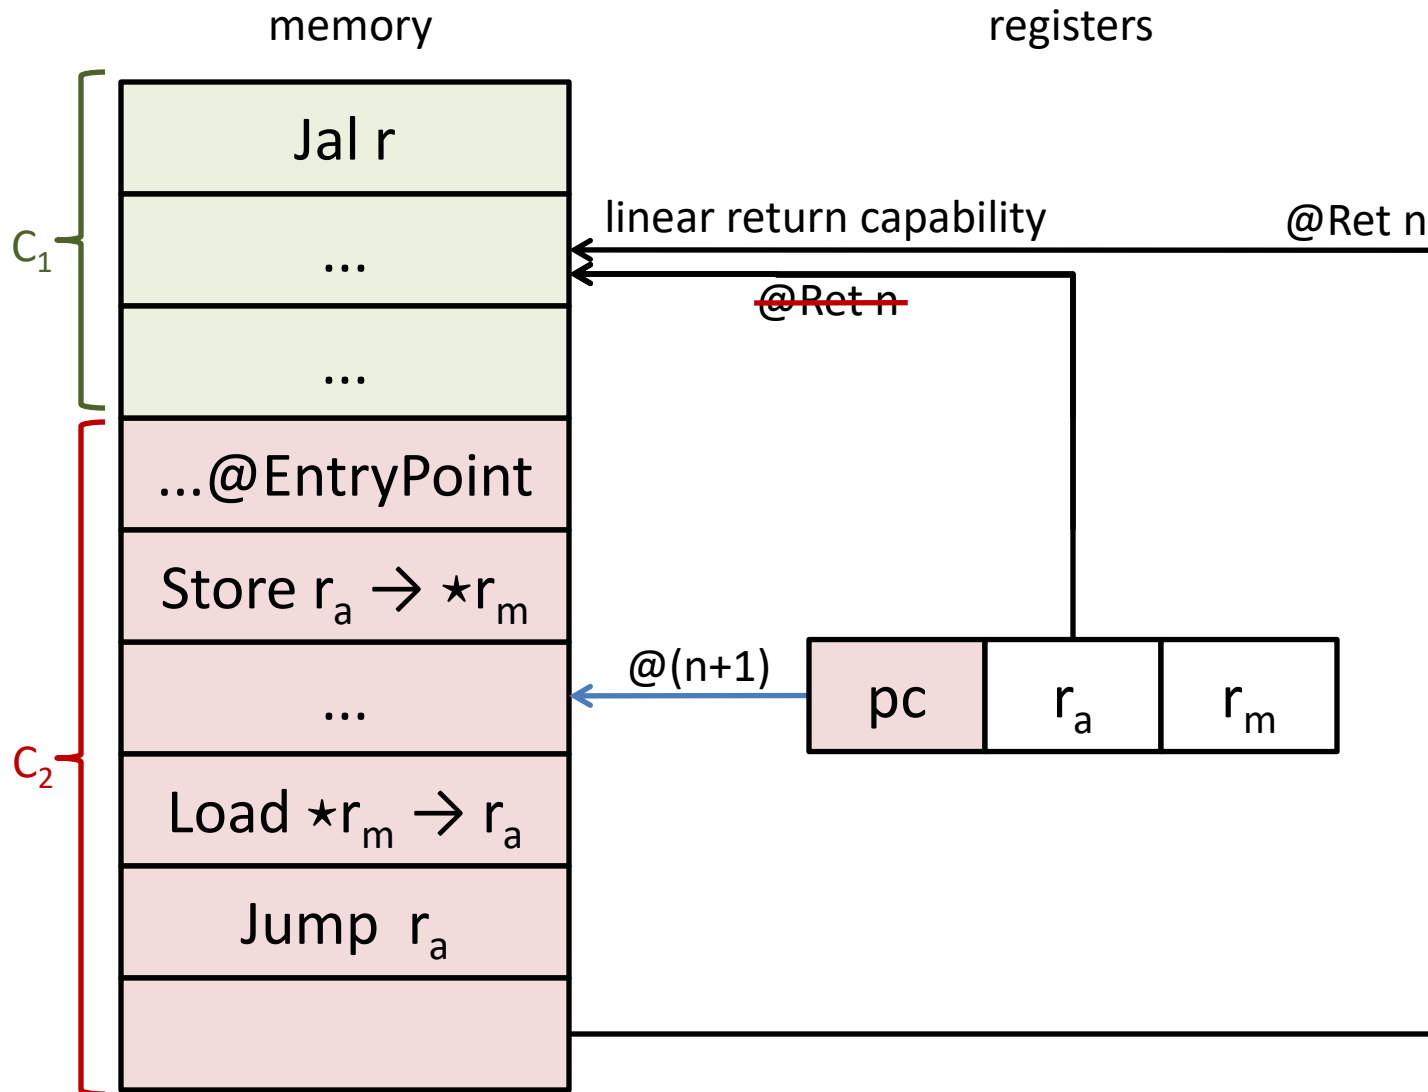 memory
registers
Jal r
linear return capability
@Ret n
C₁
...
@Ret n
...
...@EntryPoint
Store rₐ → ⋆rₘ
@(n+1)
...
pc
rₐ
rₘ
C₂
Load ⋆rₘ → rₐ
Jump rₐ